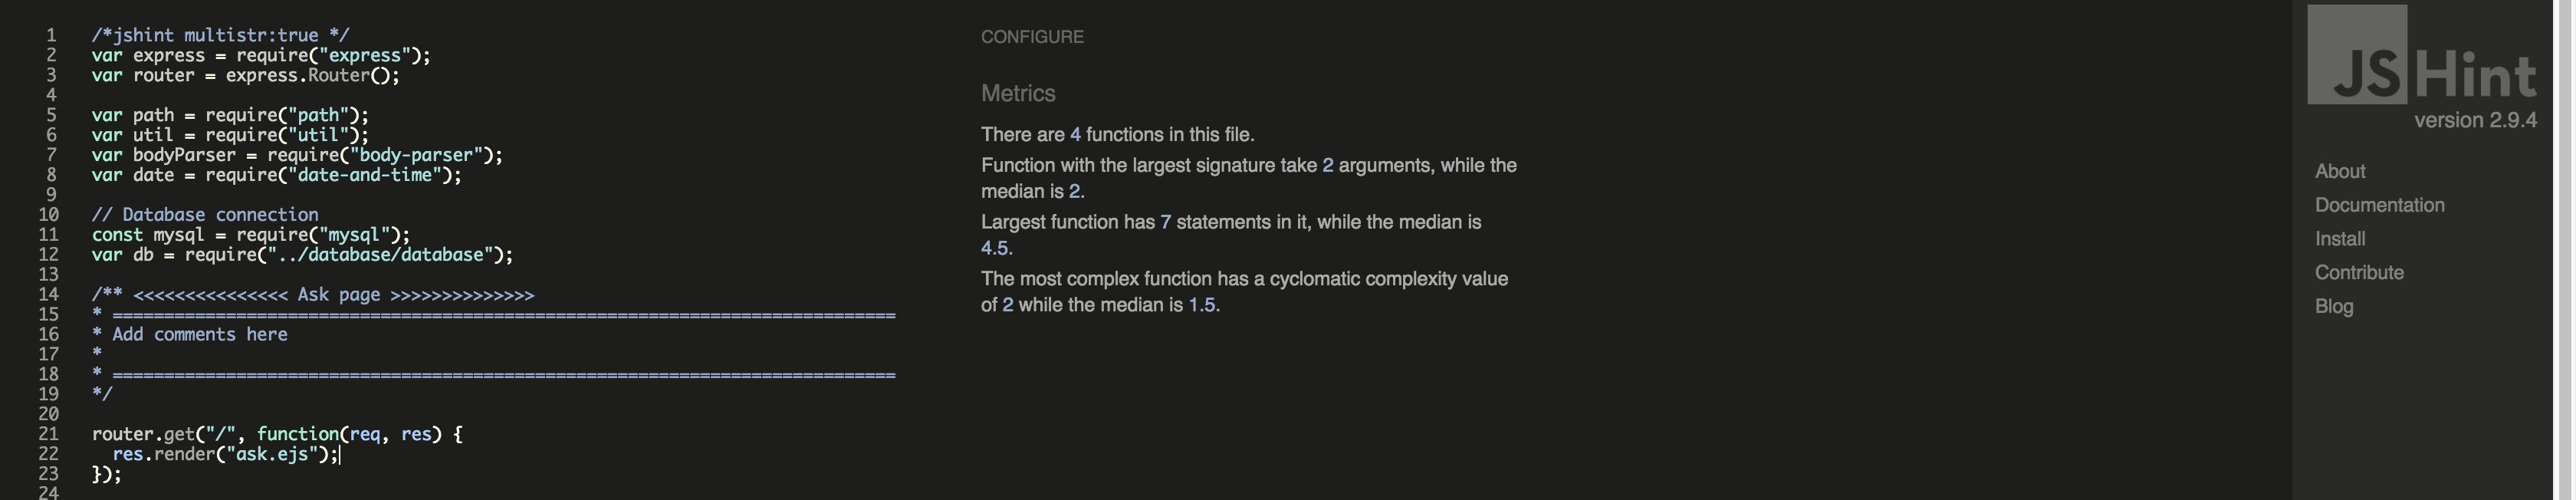 1 /*jshint multistr:true */
2 var express = require("express");
3 var router = express.Router();
4
5 var path = require("path");
6 var util = require("util");
7 var bodyParser = require("body-parser");
8 var date = require("date-and-time");
9
10 // Database connection
11 const mysql = require("mysql");
12 var db = require("../database/database");
13
14 /** <<<<<<<<<<<<<<< Ask page >>>>>>>>>>>>>>
15 * ============================================================================
16 * Add comments here
17 *
18 * ============================================================================
19 */
20
21 router.get("/", function(req, res) {
22   res.render("ask.ejs");
23 });
24
CONFIGURE
Metrics
There are 4 functions in this file.
Function with the largest signature take 2 arguments, while the
median is 2.
Largest function has 7 statements in it, while the median is
4.5.
The most complex function has a cyclomatic complexity value
of 2 while the median is 1.5.
JSHint
version 2.9.4
About
Documentation
Install
Contribute
Blog